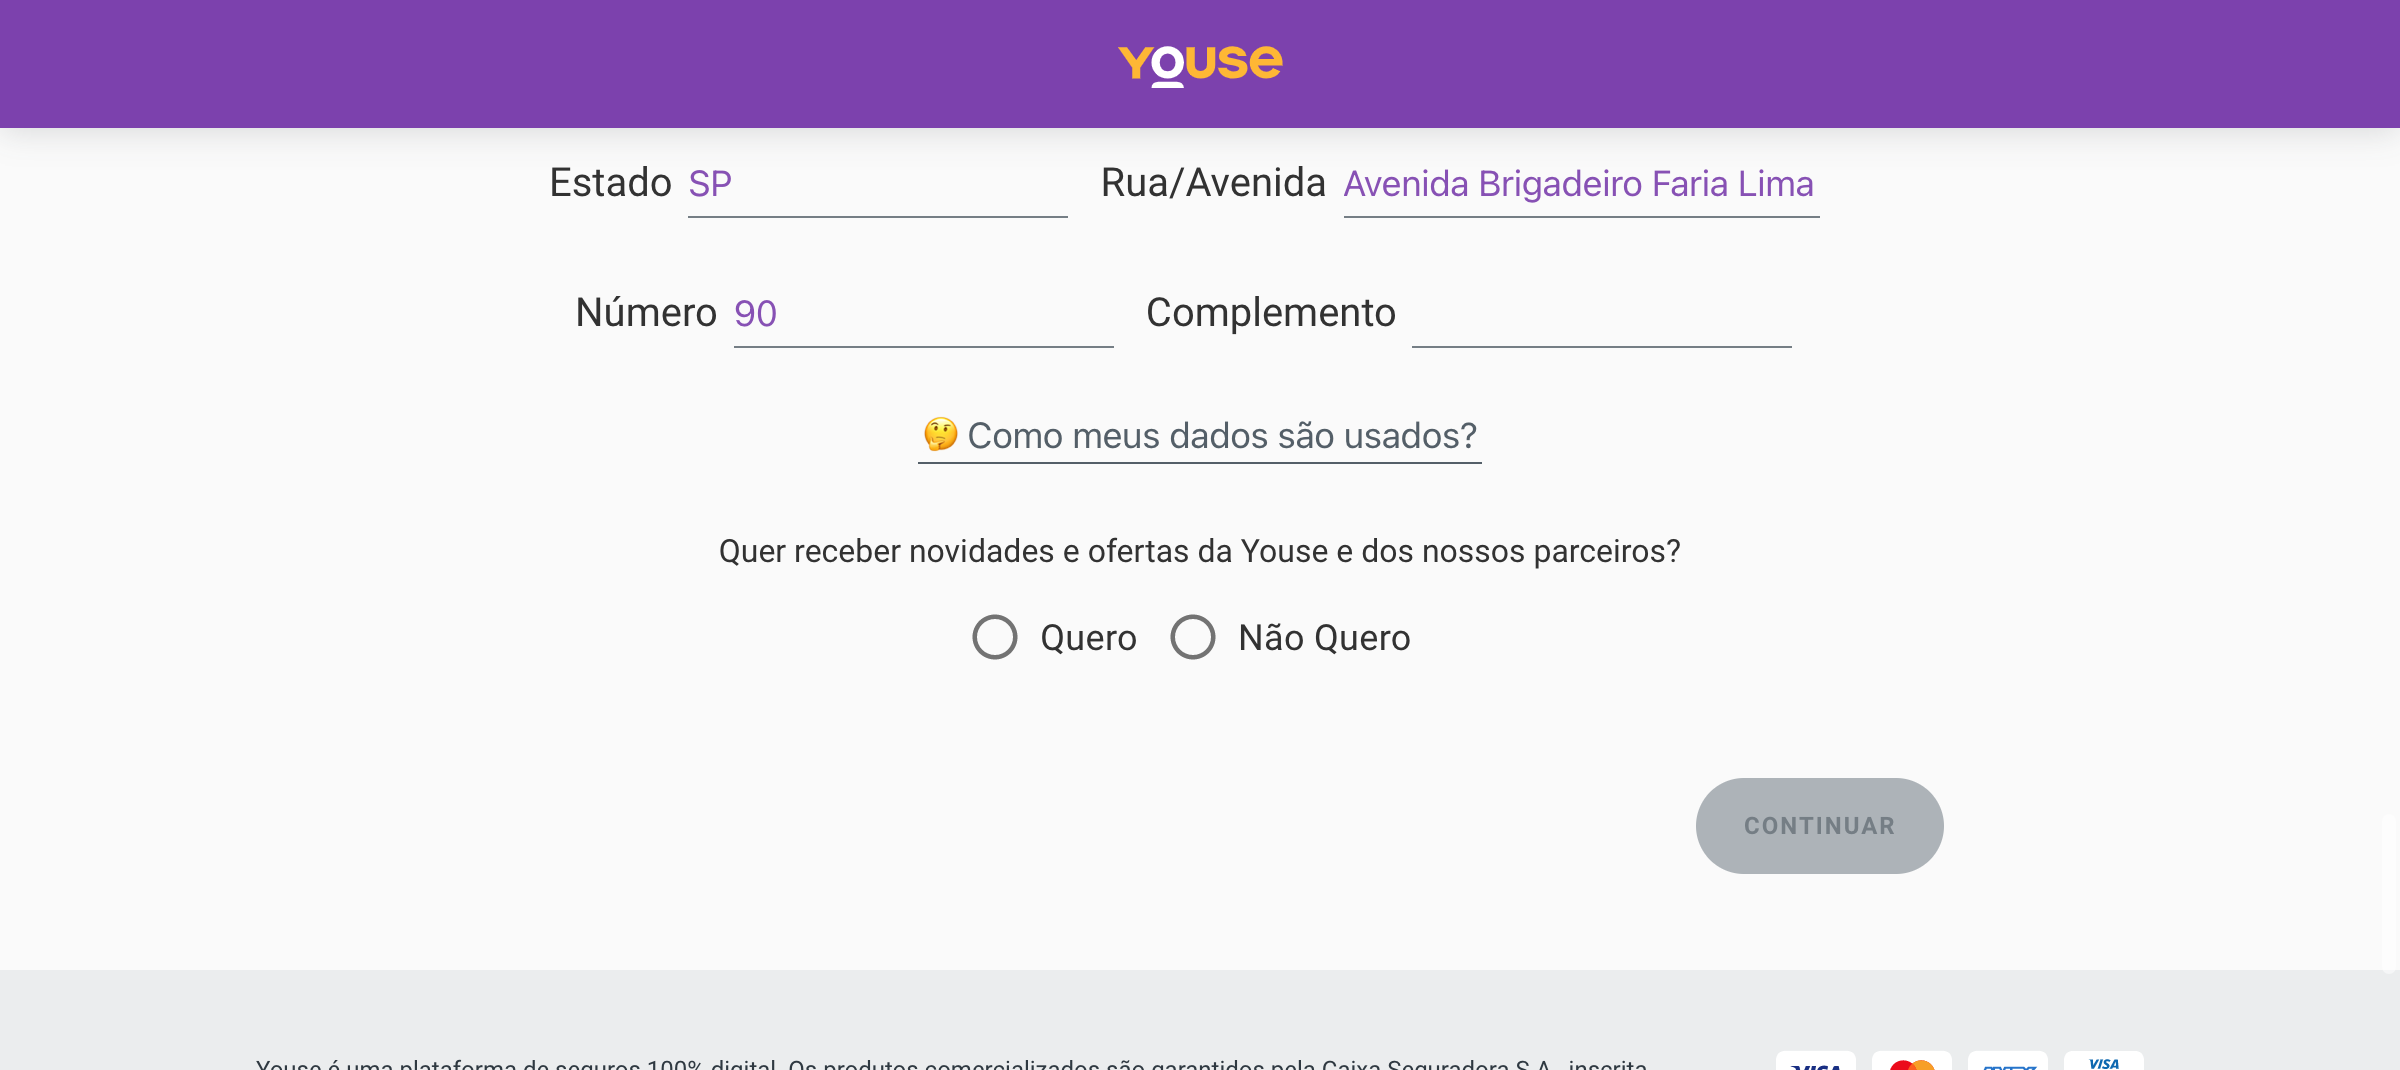 Youse
Estado SP Rua/Avenida Avenida Brigadeiro Faria Lima
Número 90 Complemento
🤔 Como meus dados são usados?
Quer receber novidades e ofertas da Youse e dos nossos parceiros?
Quero Não Quero
CONTINUAR
Youse é uma plataforma de seguros 100% digital. Os produtos comercializados são garantidos pela Caixa Seguradora S.A., inscrita
VISA VISA